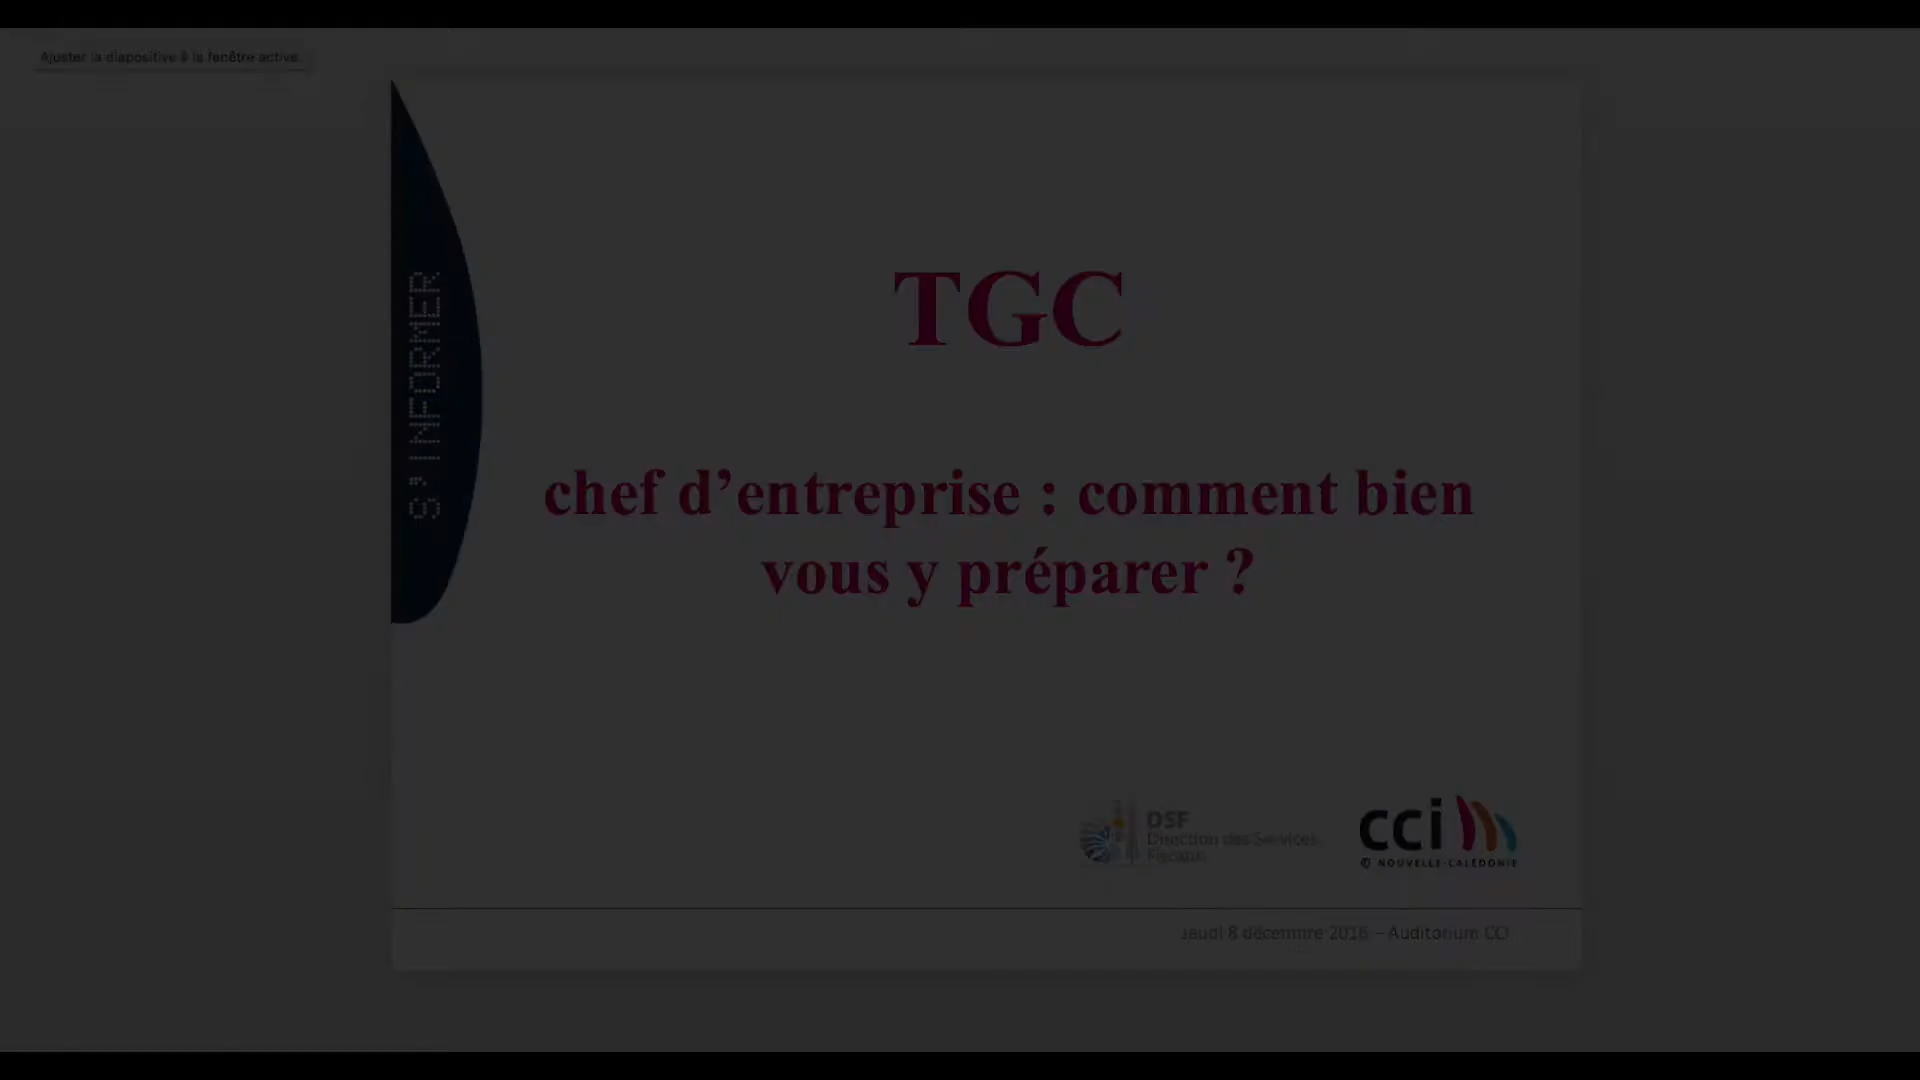 Ajuster la diapositive à la fenêtre active.
S'INFORMER
TGC
chef d’entreprise : comment bien
vous y préparer ?
DSF
Direction des Services
Fiscaux
cci
© NOUVELLE-CALÉDONIE
Jeudi 8 décembre 2016 – Auditorium CCI